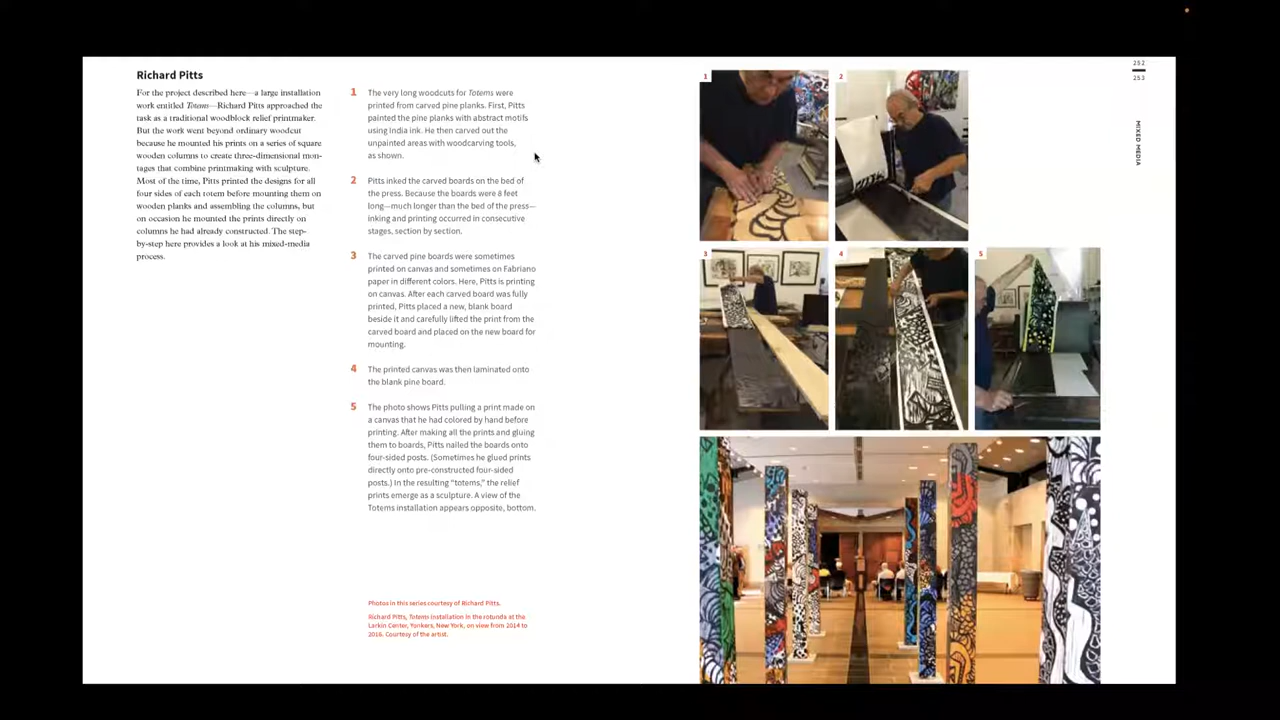 Richard Pitts
For the project described here—a large installation
work entitled Totems—Richard Pitts approached the
task as a traditional woodblock relief printmaker.
But the work went beyond ordinary woodcut
because he mounted his prints on a series of square
wooden columns to create three-dimensional mon-
tages that combine printmaking with sculpture.
Most of the time, Pitts printed the designs for all
four sides of each totem before mounting them on
wooden planks and assembling the columns, but
on occasion he mounted the prints directly on
columns he had already constructed. The step-
by-step here provides a look at his mixed-media
process.
1 The very long woodcuts for Totems were
printed from carved pine planks. First, Pitts
painted the pine planks with abstract motifs
using India ink. He then carved out the
unpainted areas with woodcarving tools,
as shown.
2 Pitts inked the carved boards on the bed of
the press. Because the boards were 8 feet
long—much longer than the bed of the press—
inking and printing occurred in consecutive
stages, section by section.
3 The carved pine boards were sometimes
printed on canvas and sometimes on Fabriano
paper in different colors. Here, Pitts is printing
on canvas. After each carved board was fully
printed, Pitts placed a new, blank board
beside it and carefully lifted the print from the
carved board and placed on the new board for
mounting.
4 The printed canvas was then laminated onto
the blank pine board.
5 The photo shows Pitts pulling a print made on
a canvas that he had colored by hand before
printing. After making all the prints and gluing
them to boards, Pitts nailed the boards onto
four-sided posts. (Sometimes he glued prints
directly onto pre-constructed four-sided
posts.) In the resulting “totems,” the relief
prints emerge as a sculpture. A view of the
Totems installation appears opposite, bottom.
Photos in this series courtesy of Richard Pitts.
Richard Pitts, Totems installation in the rotunda at the
Larkin Center, Yonkers, New York, on view from 2014 to
2016. Courtesy of the artist.
1
2
3
4
5
252
253
MIXED MEDIA